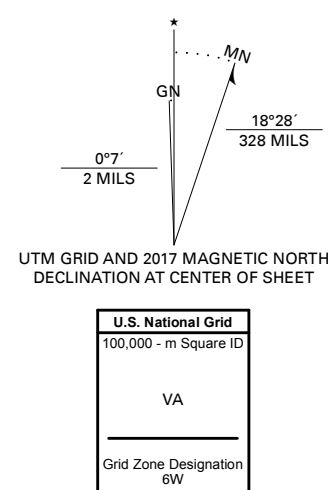 ★
MN
GN
18°28´
328 MILS
0°7´
2 MILS
UTM GRID AND 2017 MAGNETIC NORTH
DECLINATION AT CENTER OF SHEET
U.S. National Grid
100,000 - m Square ID
VA
Grid Zone Designation
6W